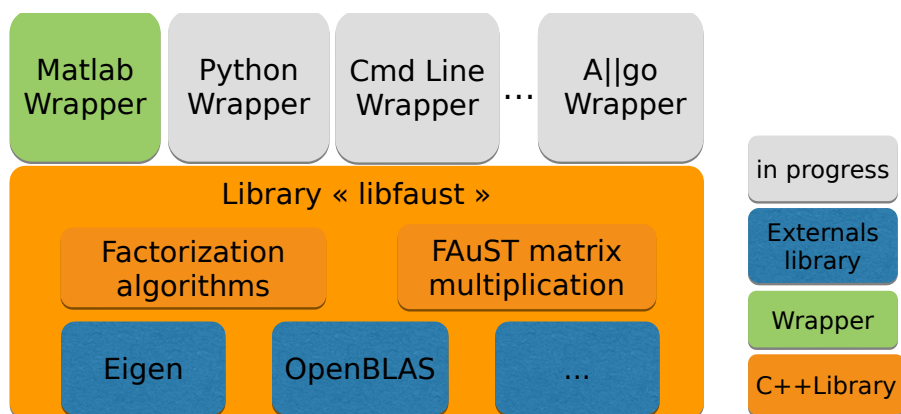 Matlab
Wrapper
Python
Wrapper
Cmd Line
Wrapper
...
A||go
Wrapper
Library « libfaust »
Factorization
algorithms
FAuST matrix
multiplication
Eigen
OpenBLAS
...
in progress
Externals
library
Wrapper
C++Library